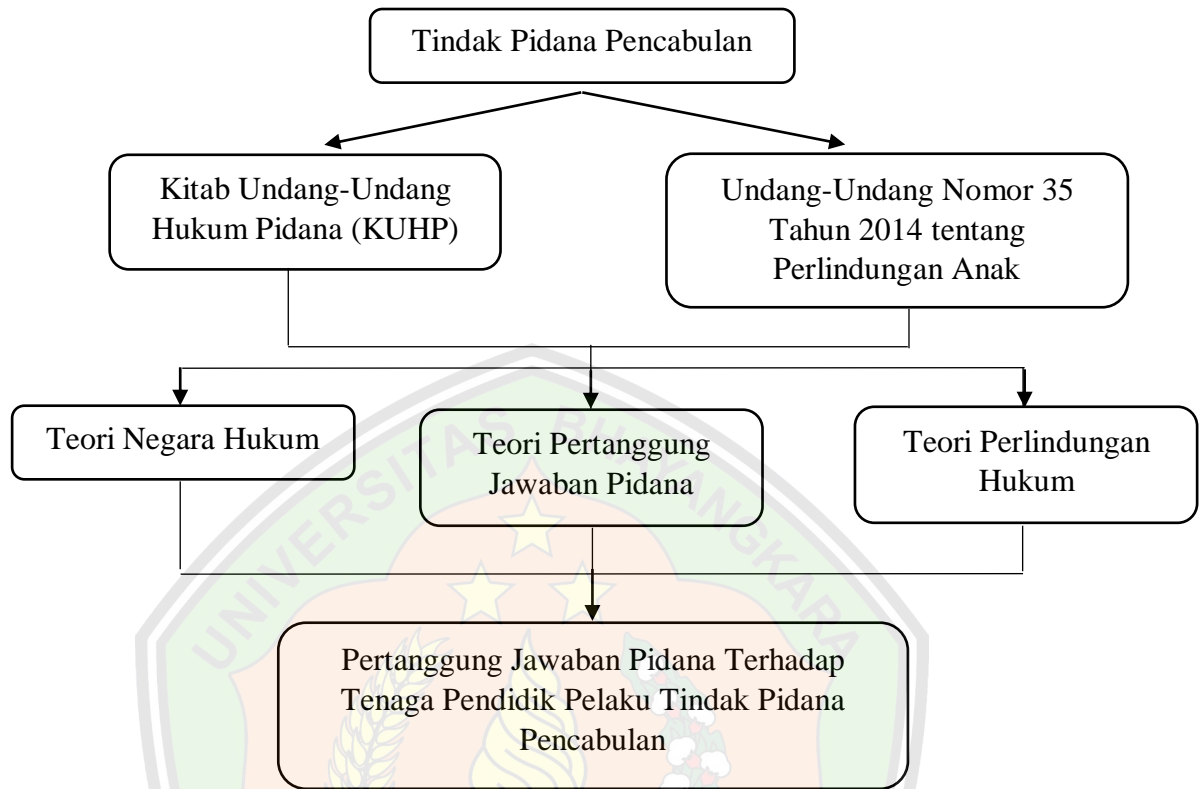 Tindak Pidana Pencabulan
Kitab Undang-Undang
Hukum Pidana (KUHP)
Undang-Undang Nomor 35
Tahun 2014 tentang
Perlindungan Anak
Teori Negara Hukum
Teori Pertanggung
Jawaban Pidana
Teori Perlindungan
Hukum
UNIVERSITAS BHAYANGKARA
Pertanggung Jawaban Pidana Terhadap
Tenaga Pendidik Pelaku Tindak Pidana
Pencabulan